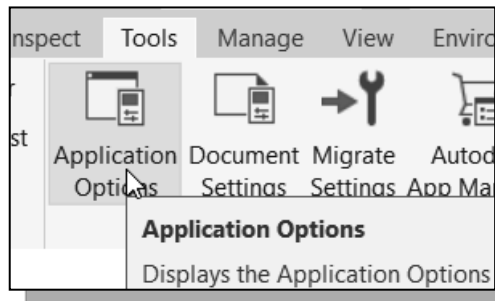 nspect Tools Manage View Enviro
st
Application Document Migrate Autod
Options Settings Settings App Ma
Application Options
Displays the Application Options